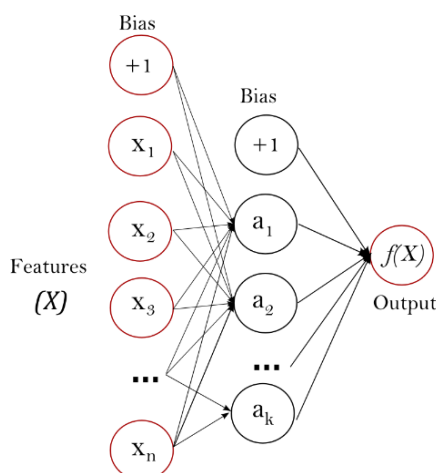 Bias
+1
x1
x2
x3
...
xn
Features
(X)
Bias
+1
a1
a2
...
ak
f(X)
Output